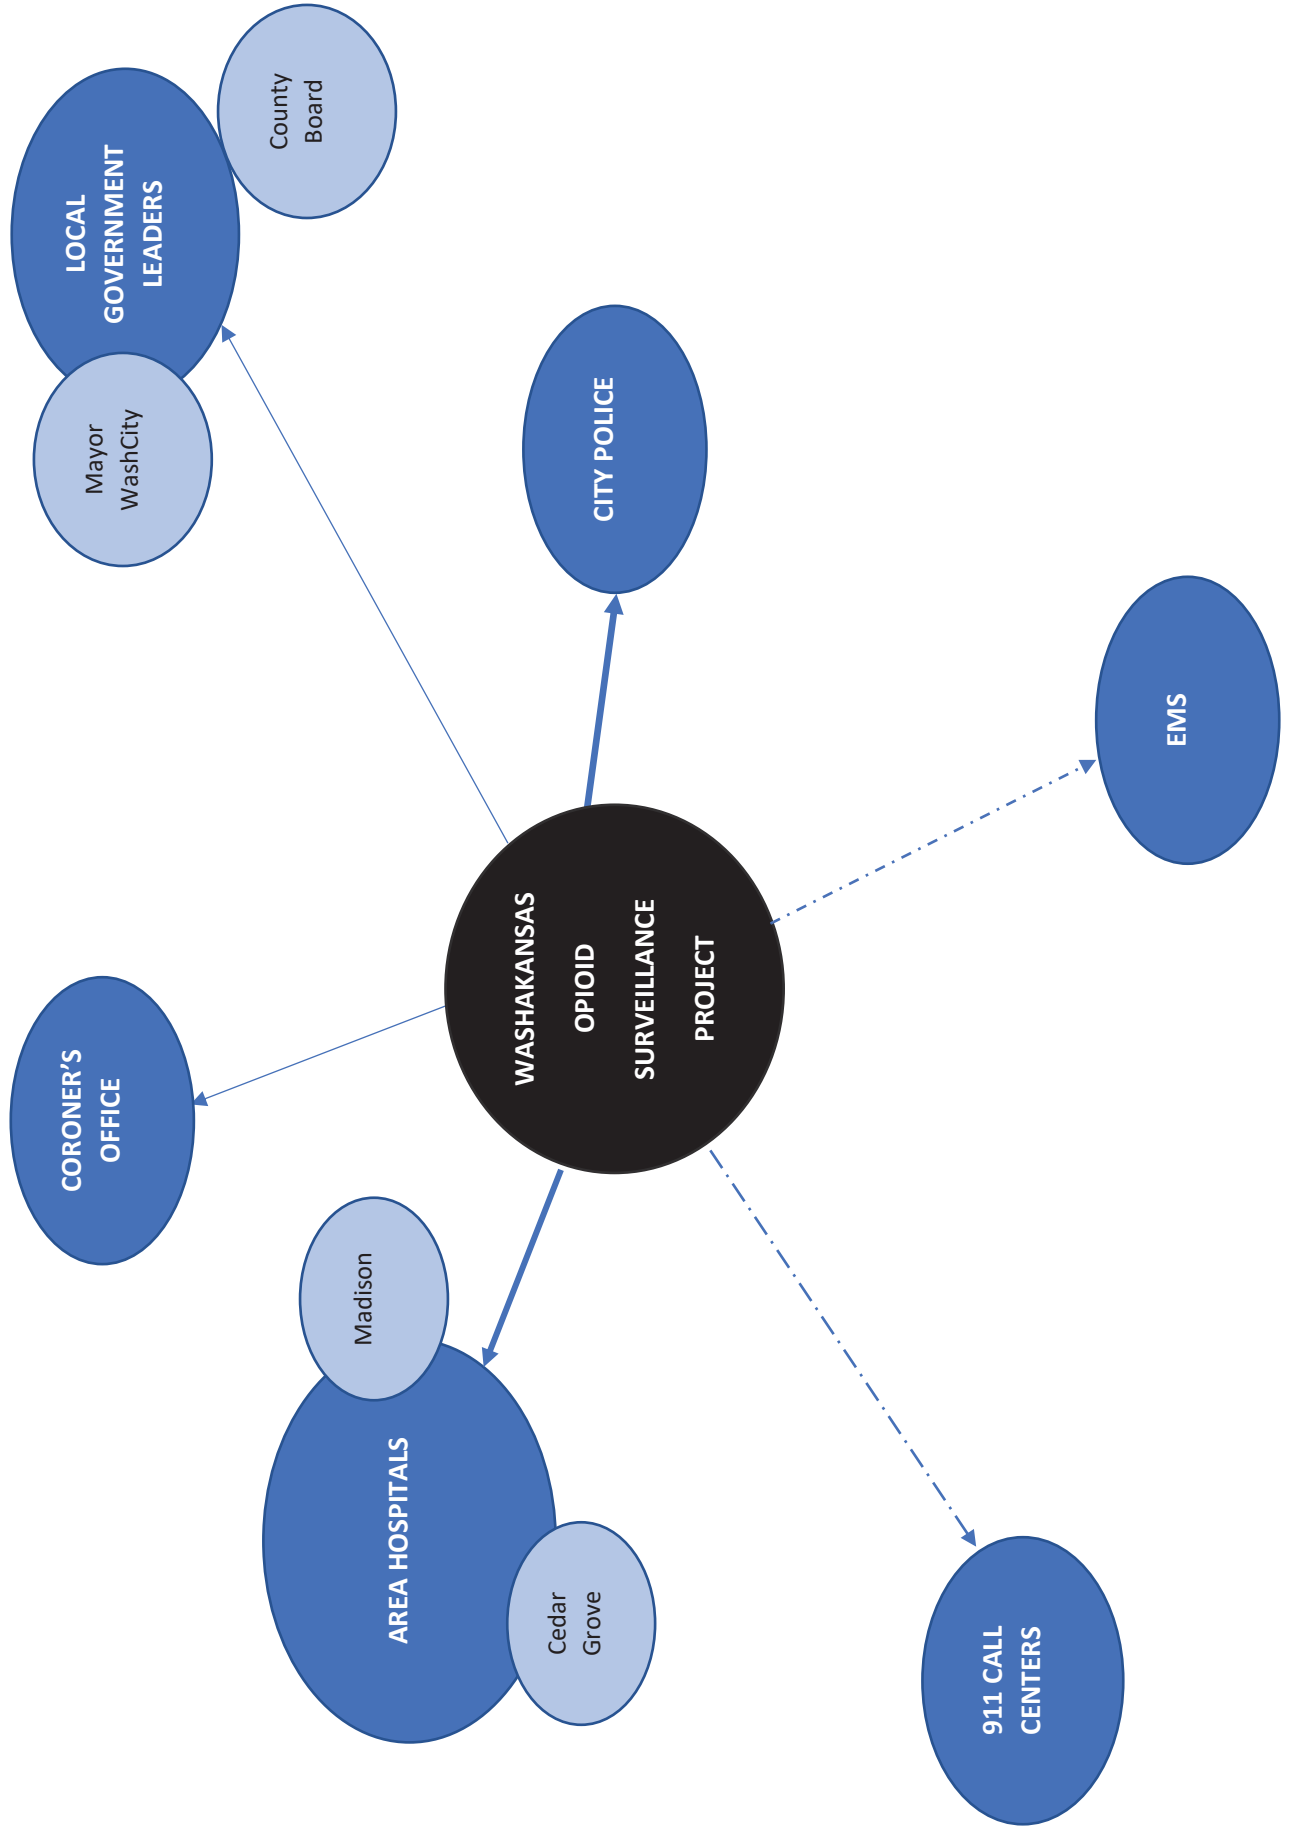 CORONER'S
OFFICE
Mayor
WashCity
LOCAL
GOVERNMENT
LEADERS
County
Board
Madison
AREA HOSPITALS
Cedar
Grove
WASHAKANSAS
OPIOID
SURVEILLANCE
PROJECT
CITY POLICE
911 CALL
CENTERS
EMS